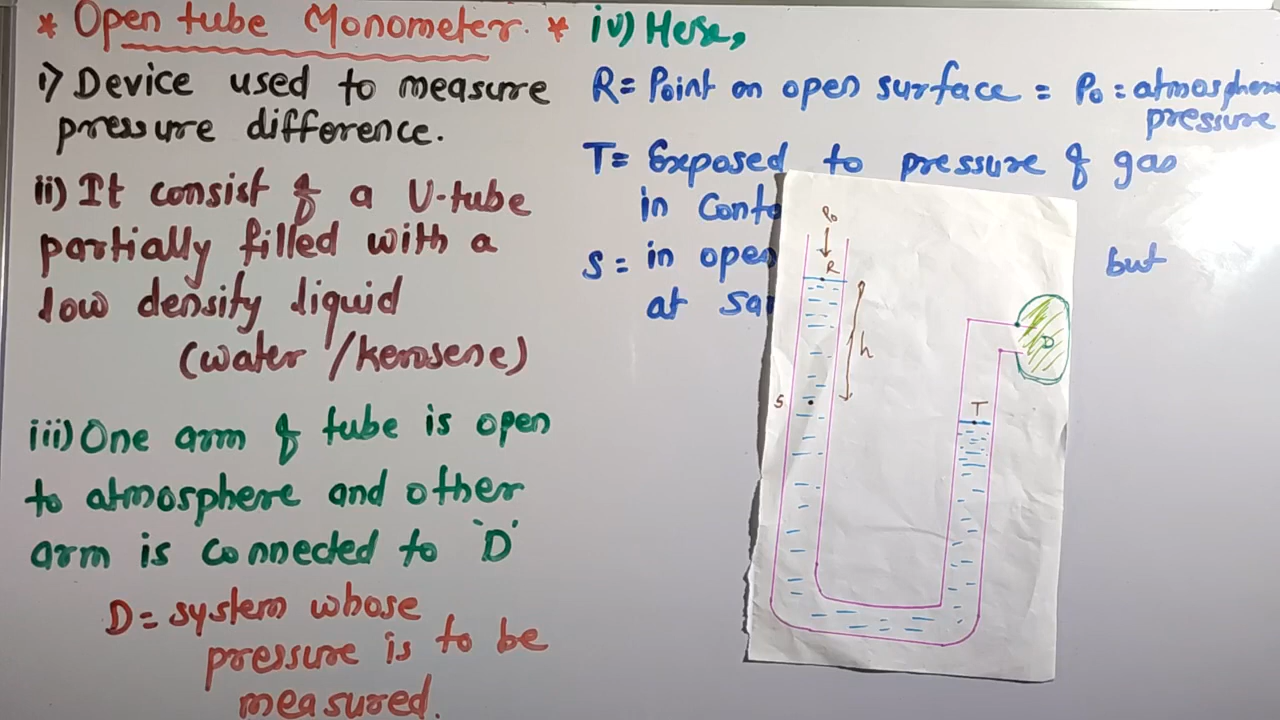 * Open tube Monometer. *
i) Device used to measure
pressure difference.
ii) It consist of a U-tube
partially filled with a
low density liquid
(water /kerosene)
iii) One arm of tube is open
to atmosphere and other
arm is connected to 'D'
D = system whose
pressure is to be
measured.
iv) Here,
R = Point on open surface = P₀ = atmospheric
pressure
T = Exposed to pressure of gas
in
S = in open but
at
P₀
R
h
S
T
D